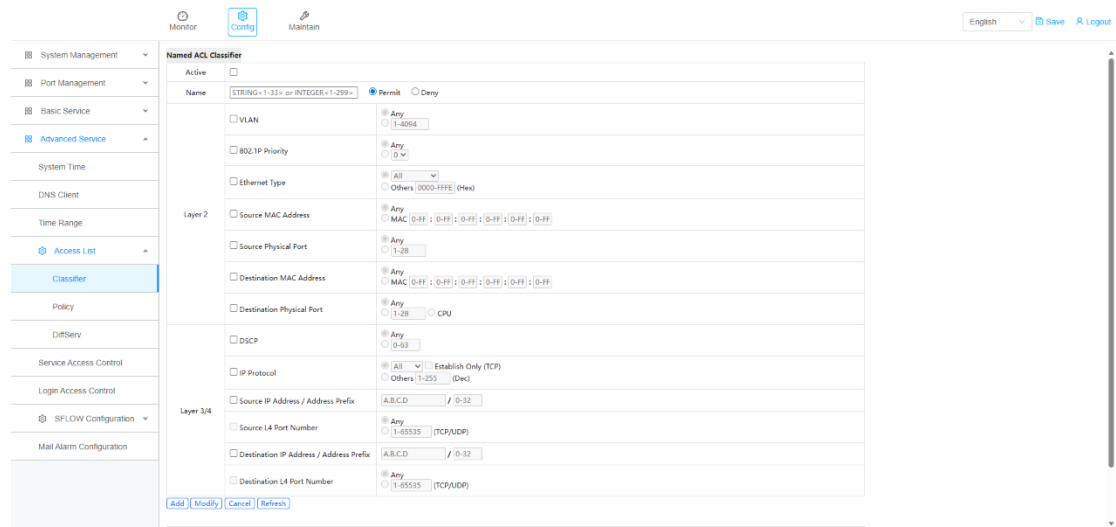 Monitor Config Maintain English Save Logout
System Management
Port Management
Basic Service
Advanced Service
System Time
DNS Client
Time Range
Access List
Classifier
Policy
DiffServ
Service Access Control
Login Access Control
SFLOW Configuration
Mail Alarm Configuration
Named ACL Classifier
Active
Name STRING<1-33> or INTEGER<1-299> Permit Deny
Layer 2
VLAN Any
1-4094
802.1P Priority Any
0
Ethernet Type All
Others 0000-FFFE (Hex)
Source MAC Address Any
MAC 0-FF : 0-FF : 0-FF : 0-FF : 0-FF : 0-FF
Source Physical Port Any
1-28
Destination MAC Address Any
MAC 0-FF : 0-FF : 0-FF : 0-FF : 0-FF : 0-FF
Destination Physical Port Any
1-28 CPU
Layer 3/4
DSCP Any
0-63
IP Protocol All Establish Only (TCP)
Others 1-255 (Dec)
Source IP Address / Address Prefix A.B.C.D / 0-32
Source L4 Port Number Any
1-65535 (TCP/UDP)
Destination IP Address / Address Prefix A.B.C.D / 0-32
Destination L4 Port Number Any
1-65535 (TCP/UDP)
Add Modify Cancel Refresh